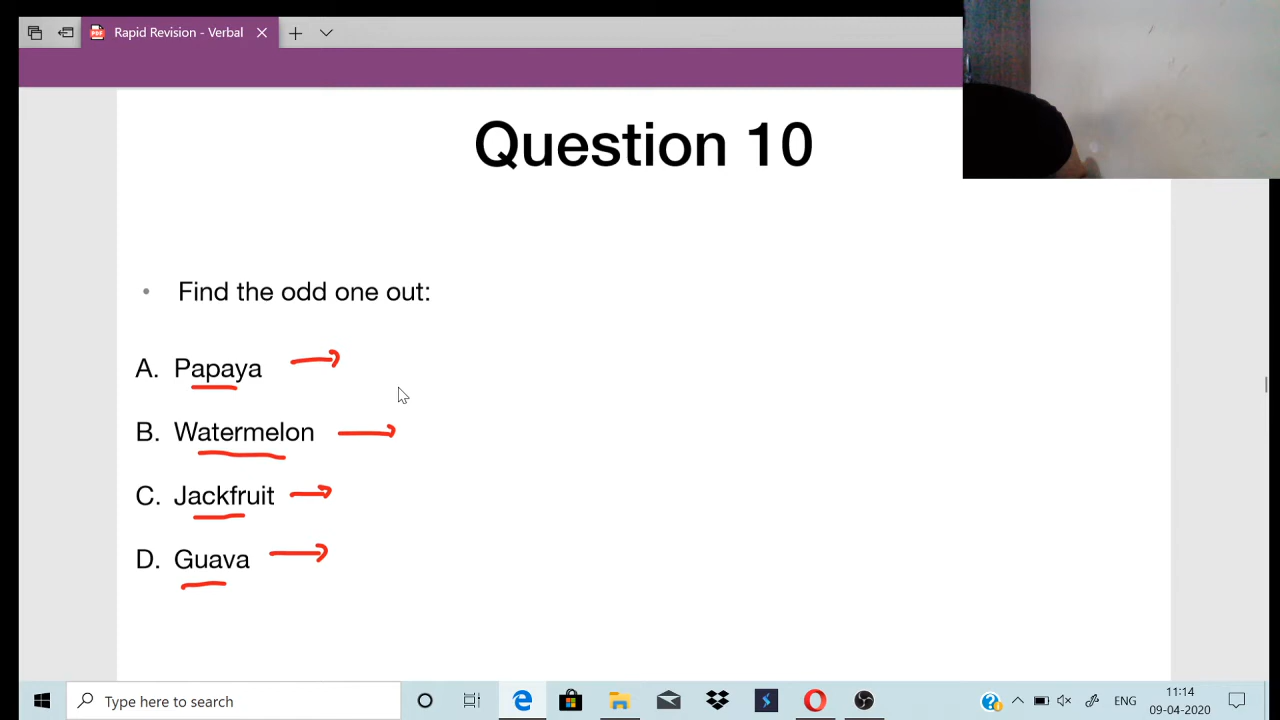 Rapid Revision - Verbal
Question 10
• Find the odd one out:
A. Papaya
B. Watermelon
C. Jackfruit
D. Guava
Type here to search
ENG
11:14
09-04-2020